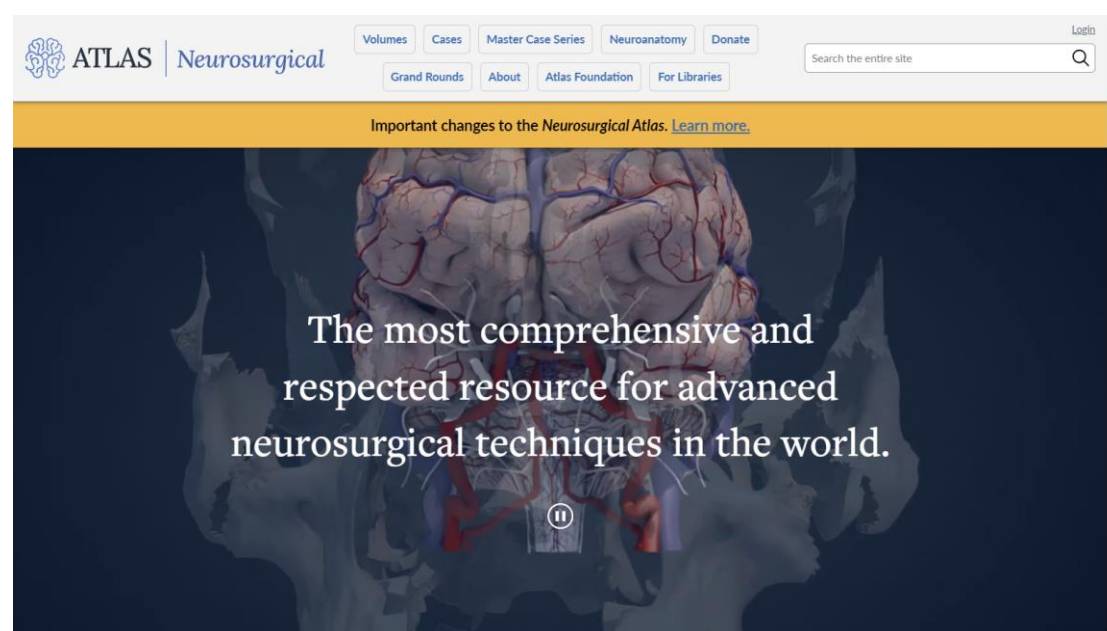 ATLAS | Neurosurgical
Volumes Cases Master Case Series Neuroanatomy Donate
Grand Rounds About Atlas Foundation For Libraries
Login
Search the entire site
Important changes to the Neurosurgical Atlas. Learn more.
The most comprehensive and
respected resource for advanced
neurosurgical techniques in the world.